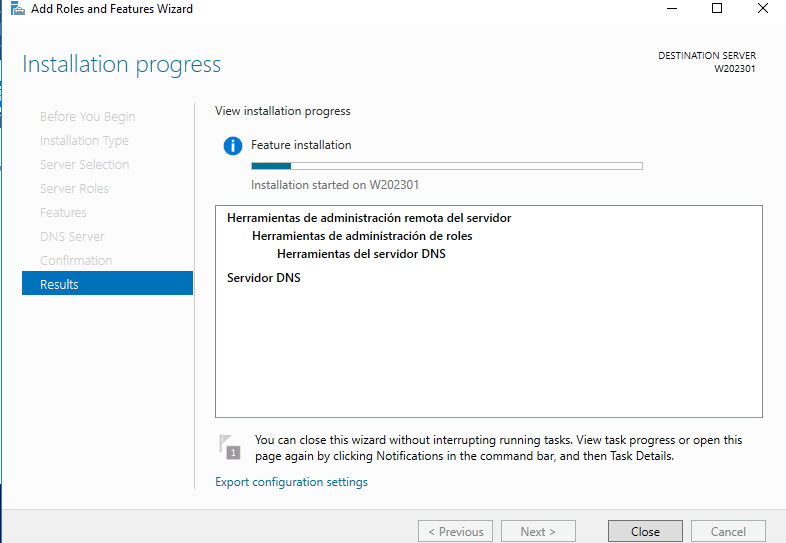 Add Roles and Features Wizard
Installation progress
DESTINATION SERVER
W202301
Before You Begin
Installation Type
Server Selection
Server Roles
Features
DNS Server
Confirmation
Results
View installation progress
Feature installation
Installation started on W202301
Herramientas de administración remota del servidor
Herramientas de administración de roles
Herramientas del servidor DNS
Servidor DNS
1
You can close this wizard without interrupting running tasks. View task progress or open this
page again by clicking Notifications in the command bar, and then Task Details.
Export configuration settings
< Previous
Next >
Close
Cancel